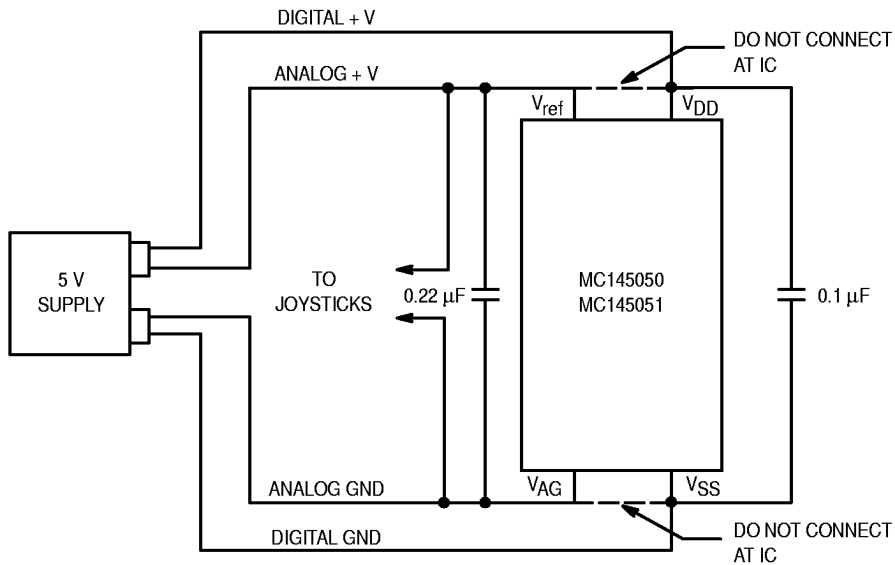 DIGITAL + V
DO NOT CONNECT
AT IC
ANALOG + V
Vref
VDD
5 V
SUPPLY
TO
JOYSTICKS
0.22 µF
MC145050
MC145051
0.1 µF
ANALOG GND
VAG
VSS
DIGITAL GND
DO NOT CONNECT
AT IC